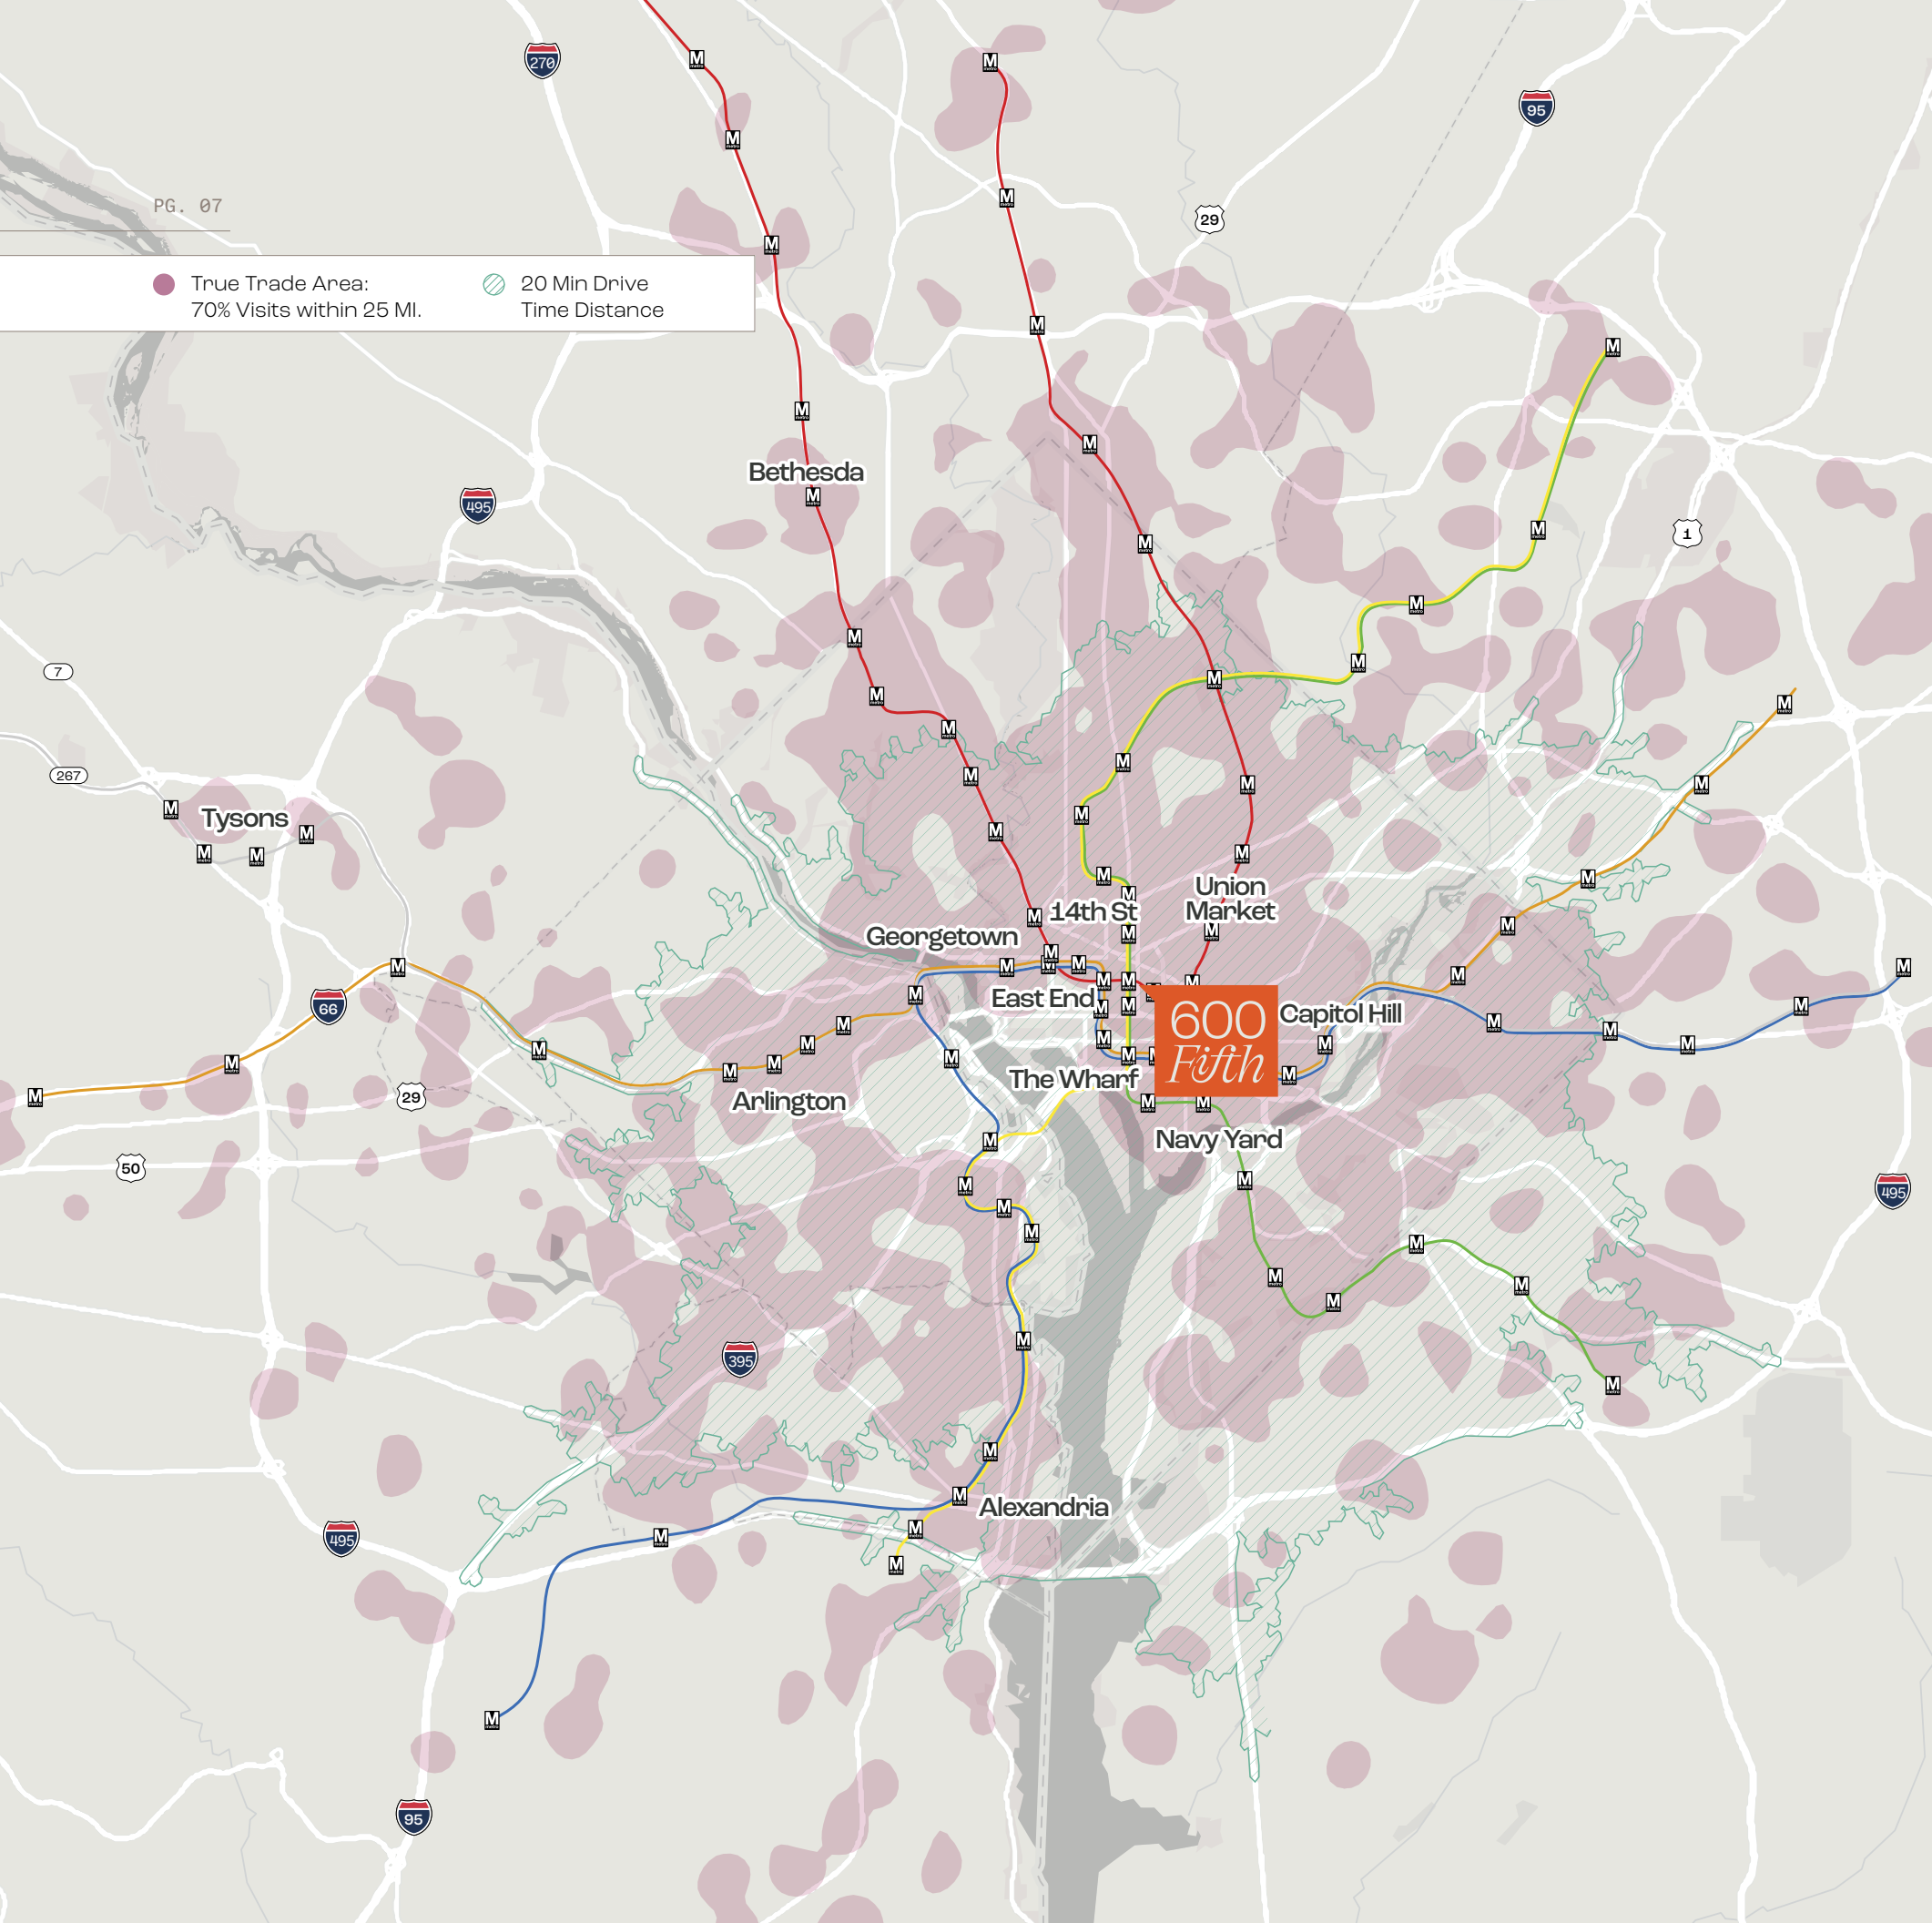 270
95
PG. 07
29
True Trade Area:
70% Visits within 25 MI.
20 Min Drive
Time Distance
Bethesda
495
1
7
267
Tysons
Union
Market
14th St
Georgetown
66
East End
600
Fifth
Capitol Hill
The Wharf
29
Arlington
Navy Yard
50
495
395
Alexandria
495
95